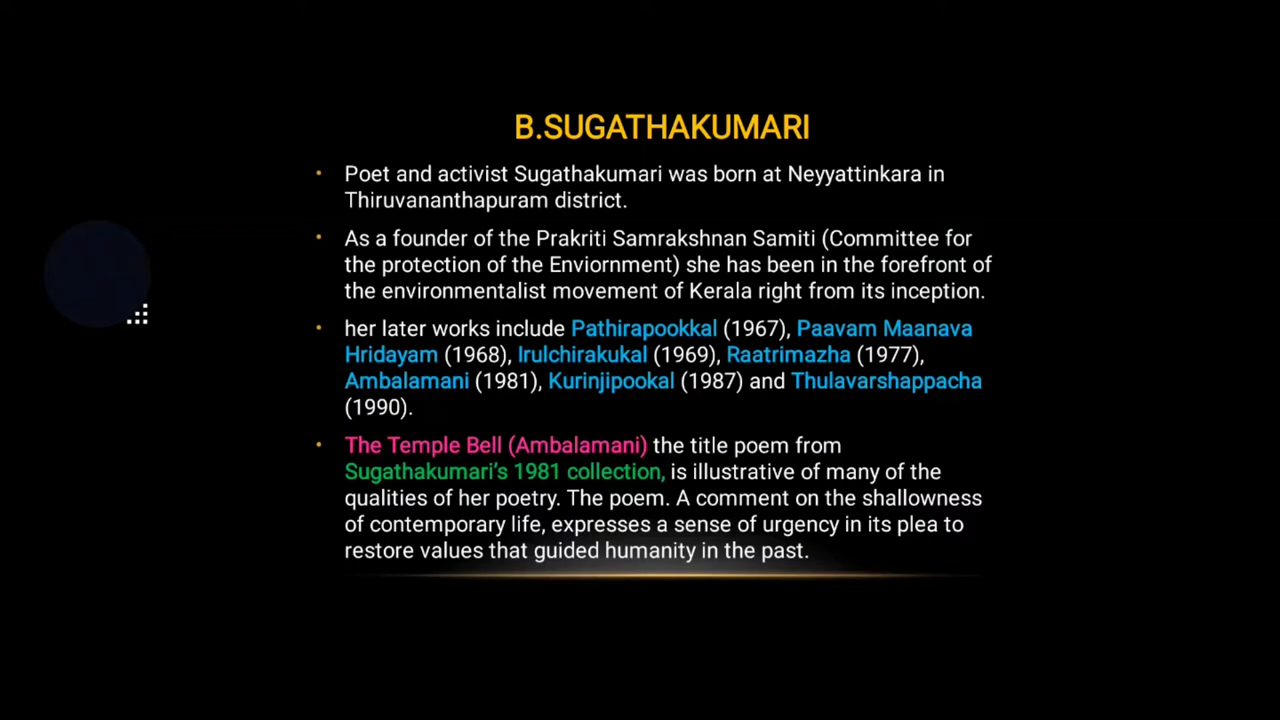 B.SUGATHAKUMARI
• Poet and activist Sugathakumari was born at Neyyattinkara in
Thiruvananthapuram district.
• As a founder of the Prakriti Samrakshnan Samiti (Committee for
the protection of the Enviornment) she has been in the forefront of
the environmentalist movement of Kerala right from its inception.
• her later works include Pathirapookkal (1967), Paavam Maanava
Hridayam (1968), Irulchirakukal (1969), Raatrimazha (1977),
Ambalamani (1981), Kurinjipookal (1987) and Thulavarshappacha
(1990).
• The Temple Bell (Ambalamani) the title poem from
Sugathakumari’s 1981 collection, is illustrative of many of the
qualities of her poetry. The poem. A comment on the shallowness
of contemporary life, expresses a sense of urgency in its plea to
restore values that guided humanity in the past.